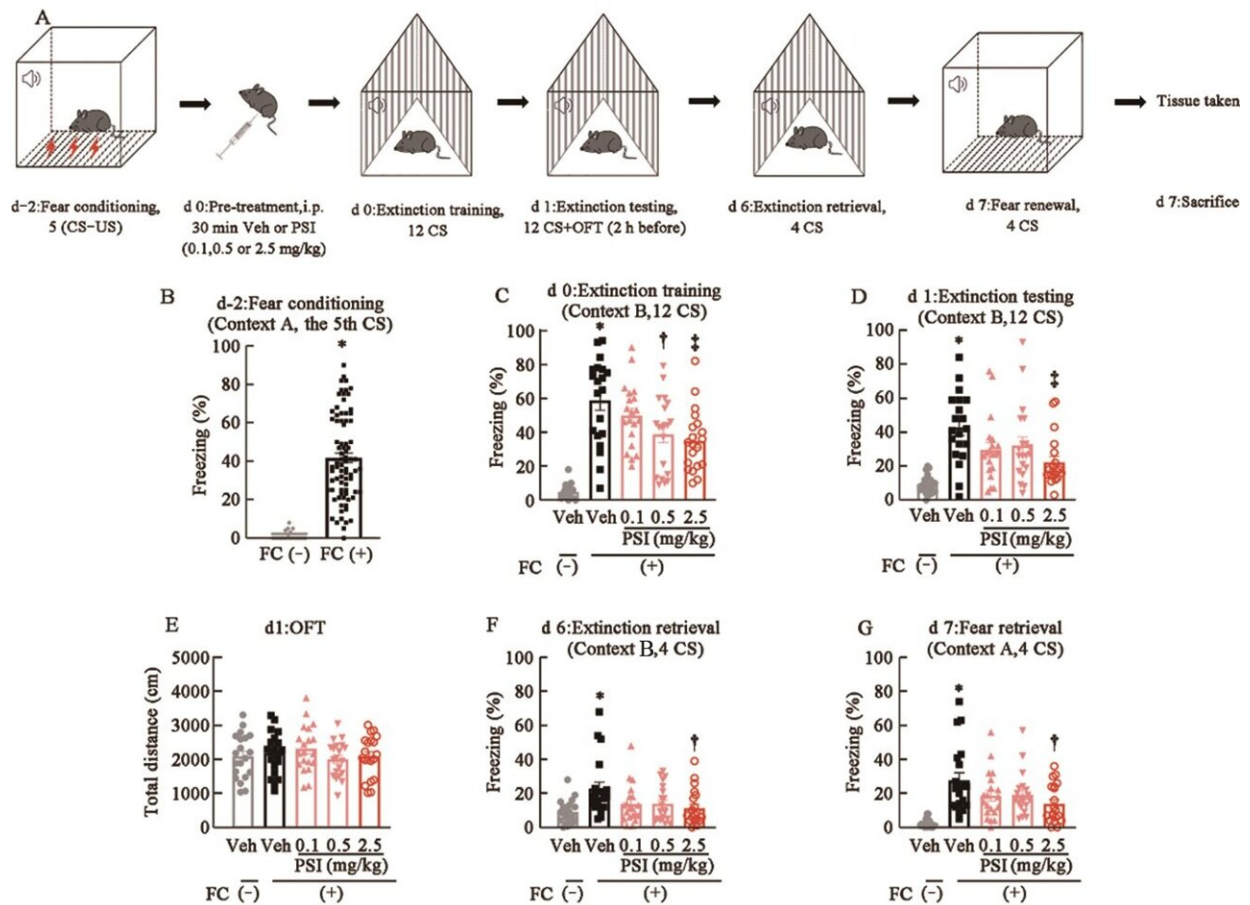 A
Tissue taken
d-2:Fear conditioning,
5 (CS-US)
d 0:Pre-treatment,i.p.
30 min Veh or PSI
(0.1,0.5 or 2.5 mg/kg)
d 0:Extinction training,
12 CS
d 1:Extinction testing,
12 CS+OFT (2 h before)
d 6:Extinction retrieval,
4 CS
d 7:Fear renewal,
4 CS
d 7:Sacrifice
B
d-2:Fear conditioning
(Context A, the 5th CS)
Freezing (%)
100
80
60
40
20
0
*
FC (-) FC (+)
C
d 0:Extinction training
(Context B,12 CS)
Freezing (%)
100
80
60
40
20
0
* † ‡
Veh Veh 0.1 0.5 2.5
PSI (mg/kg)
FC (-) (+)
D
d 1:Extinction testing
(Context B,12 CS)
Freezing (%)
100
80
60
40
20
0
* ‡
Veh Veh 0.1 0.5 2.5
PSI (mg/kg)
FC (-) (+)
E
d1:OFT
Total distance (cm)
5000
4000
3000
2000
1000
0
Veh Veh 0.1 0.5 2.5
PSI (mg/kg)
FC (-) (+)
F
d 6:Extinction retrieval
(Context B,4 CS)
Freezing (%)
100
80
60
40
20
0
* †
Veh Veh 0.1 0.5 2.5
PSI (mg/kg)
FC (-) (+)
G
d 7:Fear retrieval
(Context A,4 CS)
Freezing (%)
100
80
60
40
20
0
* †
Veh Veh 0.1 0.5 2.5
PSI (mg/kg)
FC (-) (+)